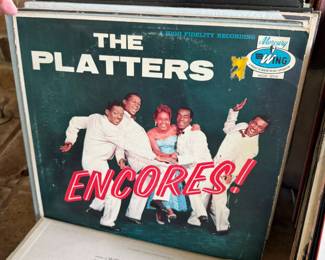 A HIGH FIDELITY RECORDING
THE
PLATTERS
Mercury
WING
ENCORES!